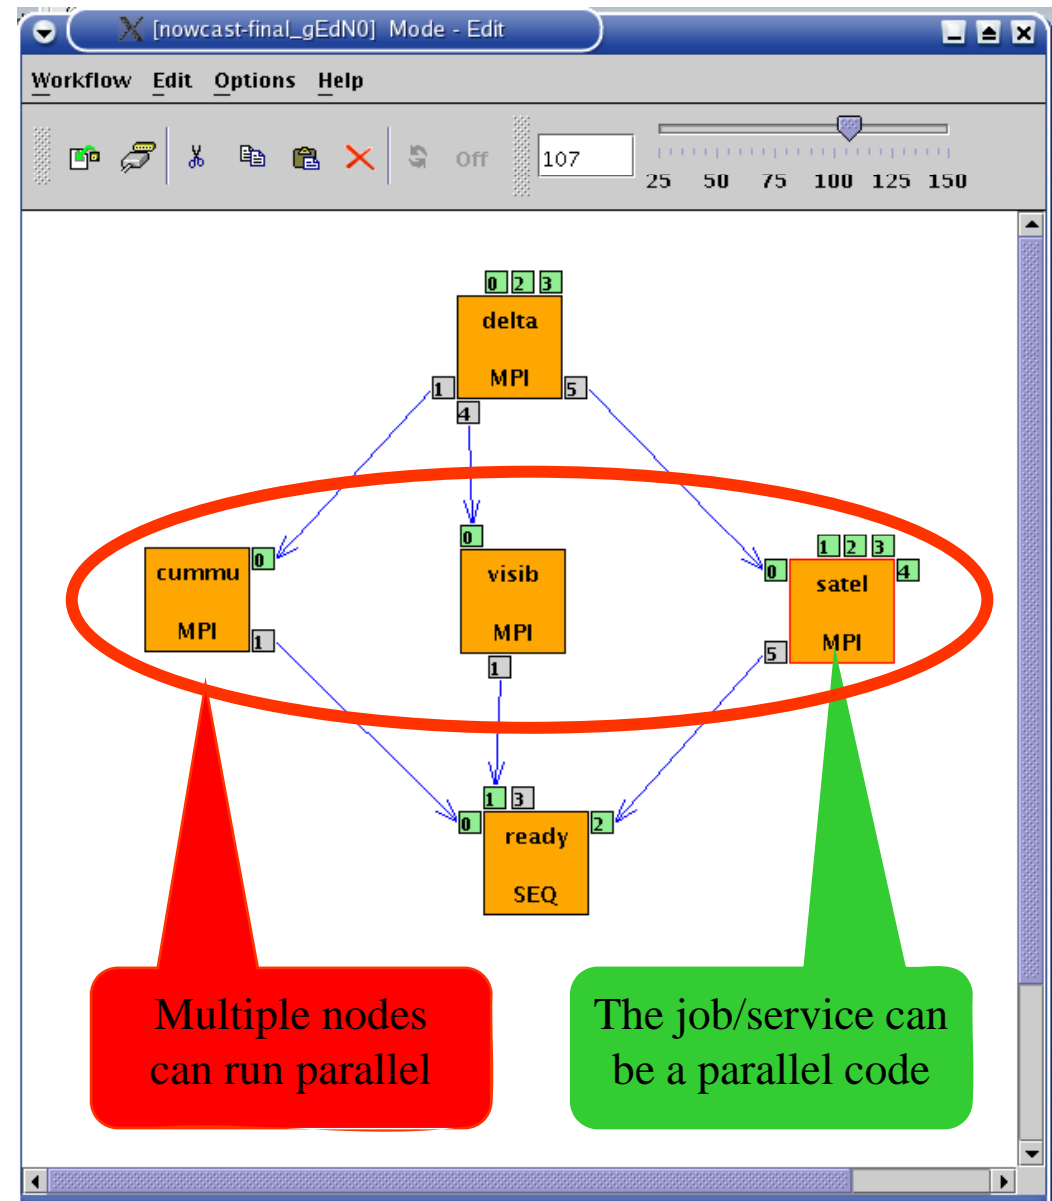 [nowcast-final_gEdN0] Mode - Edit
Workflow Edit Options Help
Off 107
25 50 75 100 125 150
0 2 3
delta
MPI
1 5
4
0
0
cummu
MPI
1
visib
MPI
1
1 2 3
0 4
satel
MPI
5
1 3
0 2
ready
SEQ
Multiple nodes
can run parallel
The job/service can
be a parallel code